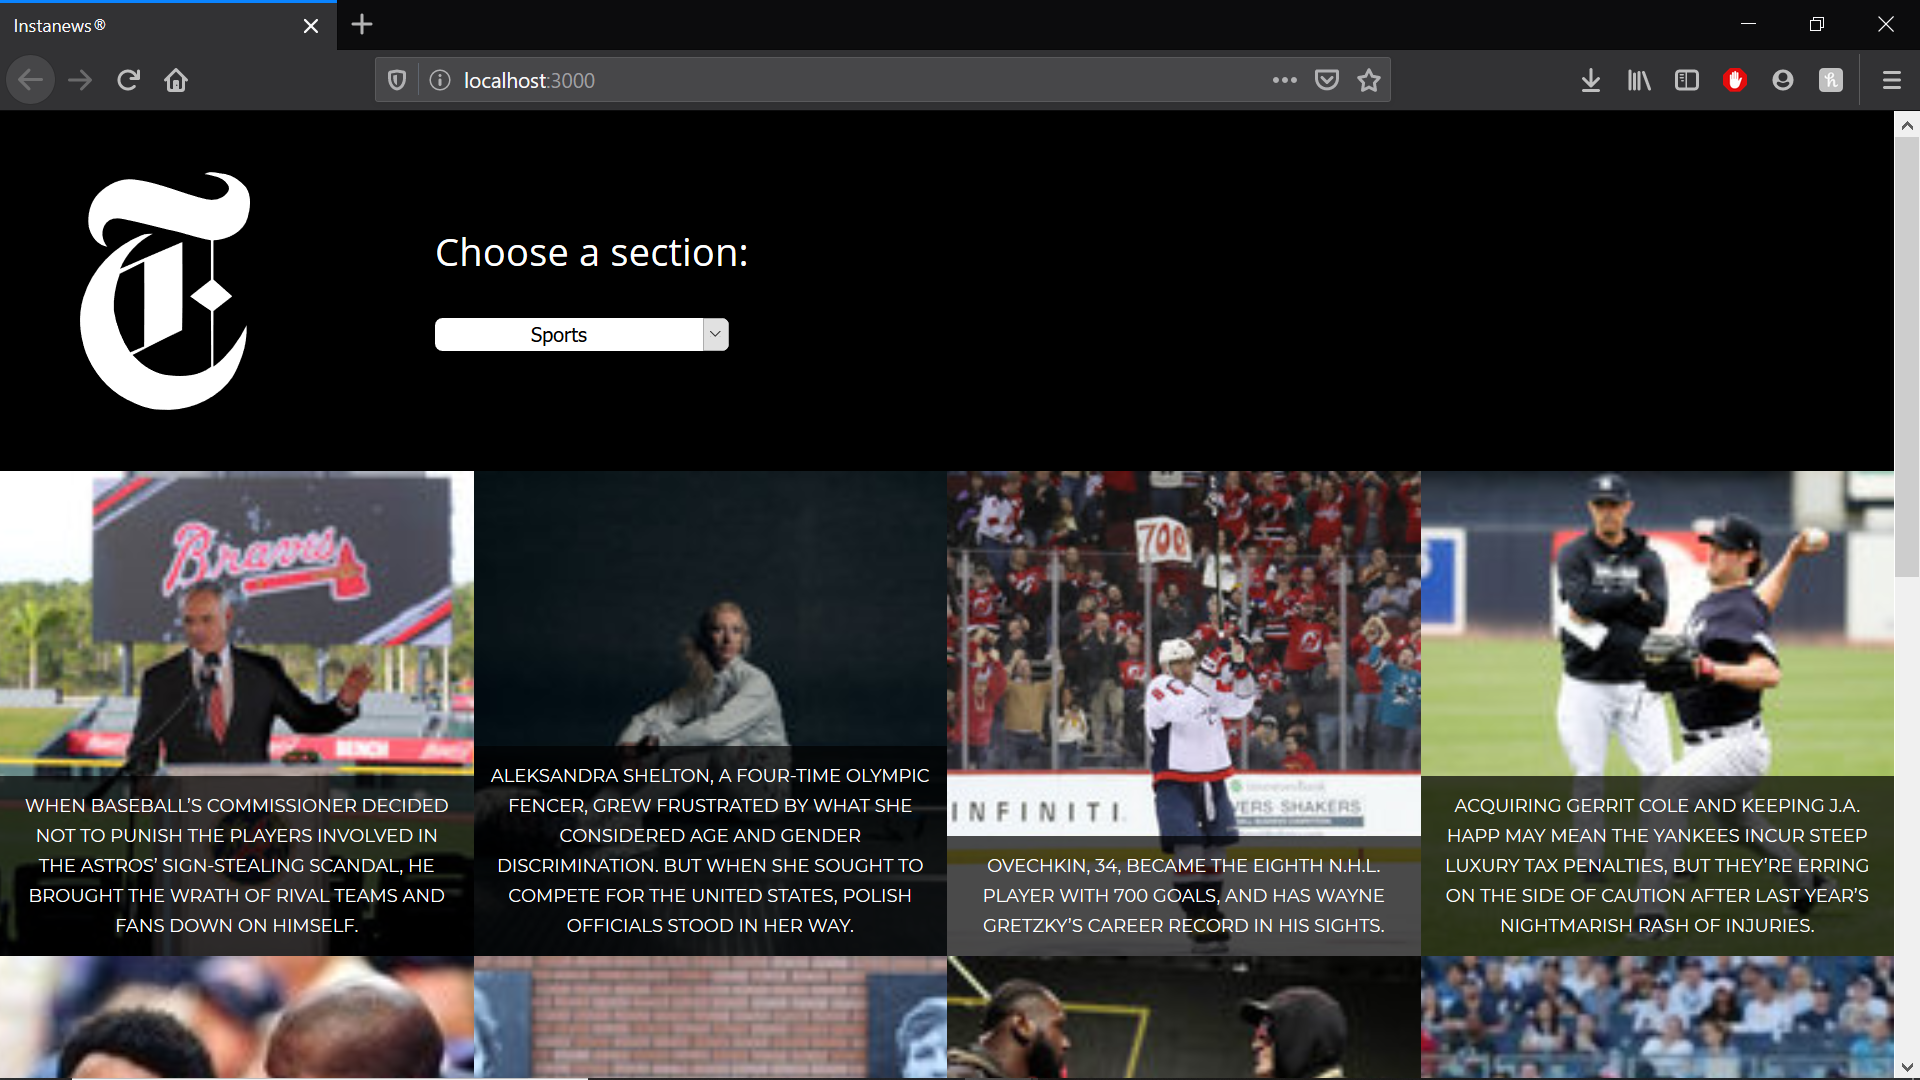 Instanews®
localhost:3000
Choose a section:
Sports
Braves
700
BENCH
INFINITI
VERS SHAKERS
WHEN BASEBALL’S COMMISSIONER DECIDED
NOT TO PUNISH THE PLAYERS INVOLVED IN
THE ASTROS’ SIGN-STEALING SCANDAL, HE
BROUGHT THE WRATH OF RIVAL TEAMS AND
FANS DOWN ON HIMSELF.
ALEKSANDRA SHELTON, A FOUR-TIME OLYMPIC
FENCER, GREW FRUSTRATED BY WHAT SHE
CONSIDERED AGE AND GENDER
DISCRIMINATION. BUT WHEN SHE SOUGHT TO
COMPETE FOR THE UNITED STATES, POLISH
OFFICIALS STOOD IN HER WAY.
OVECHKIN, 34, BECAME THE EIGHTH N.H.L.
PLAYER WITH 700 GOALS, AND HAS WAYNE
GRETZKY’S CAREER RECORD IN HIS SIGHTS.
ACQUIRING GERRIT COLE AND KEEPING J.A.
HAPP MAY MEAN THE YANKEES INCUR STEEP
LUXURY TAX PENALTIES, BUT THEY’RE ERRING
ON THE SIDE OF CAUTION AFTER LAST YEAR’S
NIGHTMARISH RASH OF INJURIES.